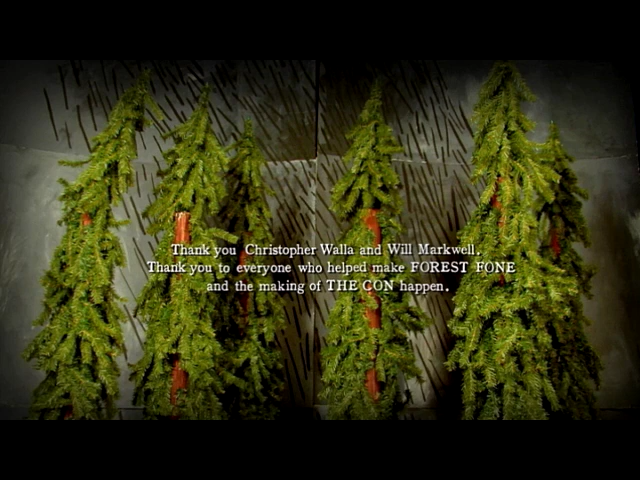 Thank you Christopher Walla and Will Markwell.
Thank you to everyone who helped make FOREST FONE
and the making of THE CON happen.